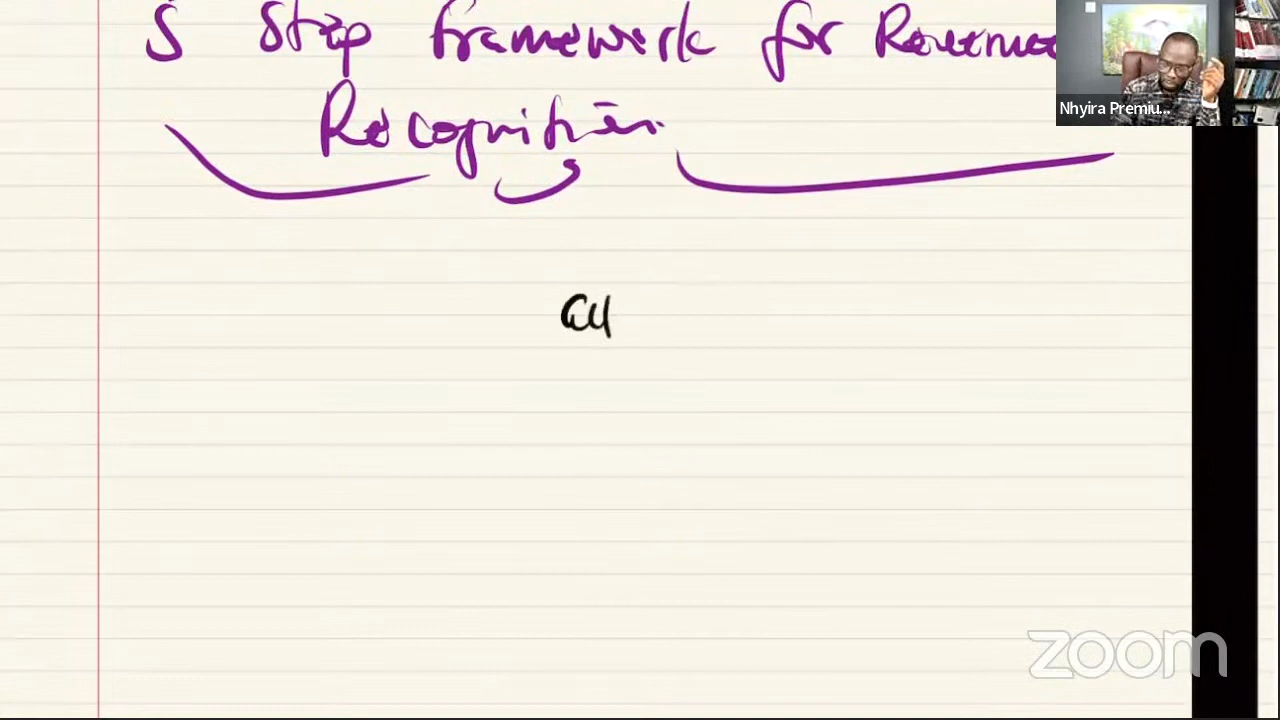 5 Step framework for Revenue
Recognition.
Nhyira Premiu...
zoom